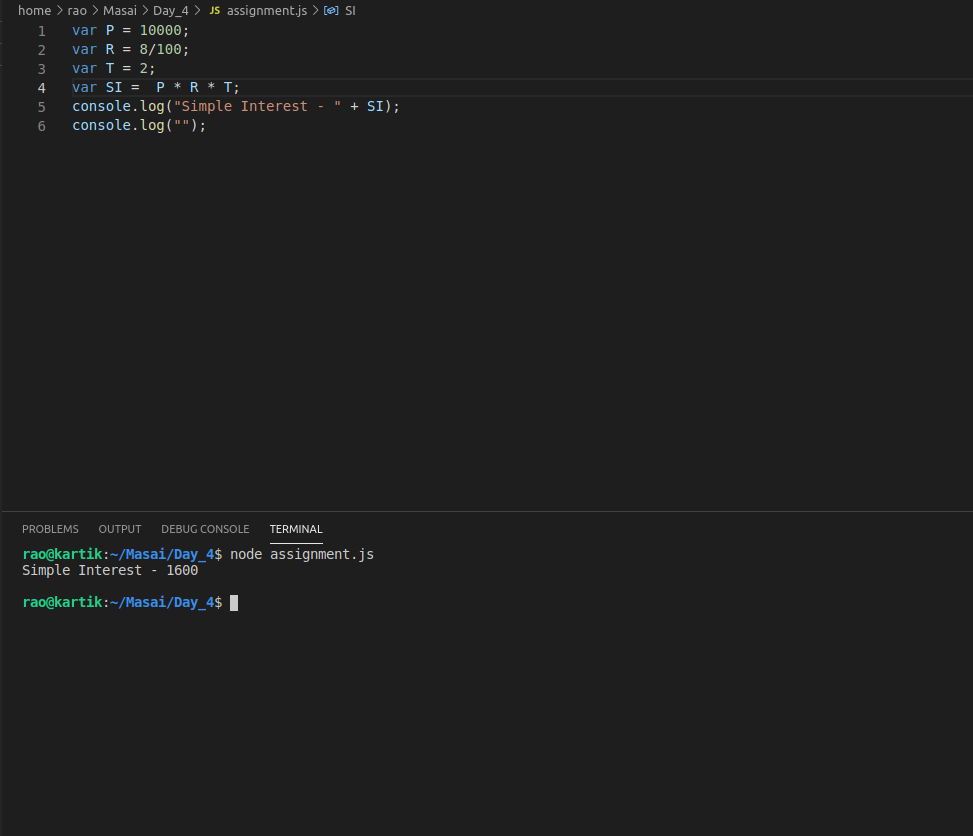 home > rao > Masai > Day_4 > JS assignment.js > SI
1 var P = 10000;
2 var R = 8/100;
3 var T = 2;
4 var SI =  P * R * T;
5 console.log("Simple Interest - " + SI);
6 console.log("");
PROBLEMS OUTPUT DEBUG CONSOLE TERMINAL
rao@kartik:~/Masai/Day_4$ node assignment.js
Simple Interest - 1600
rao@kartik:~/Masai/Day_4$